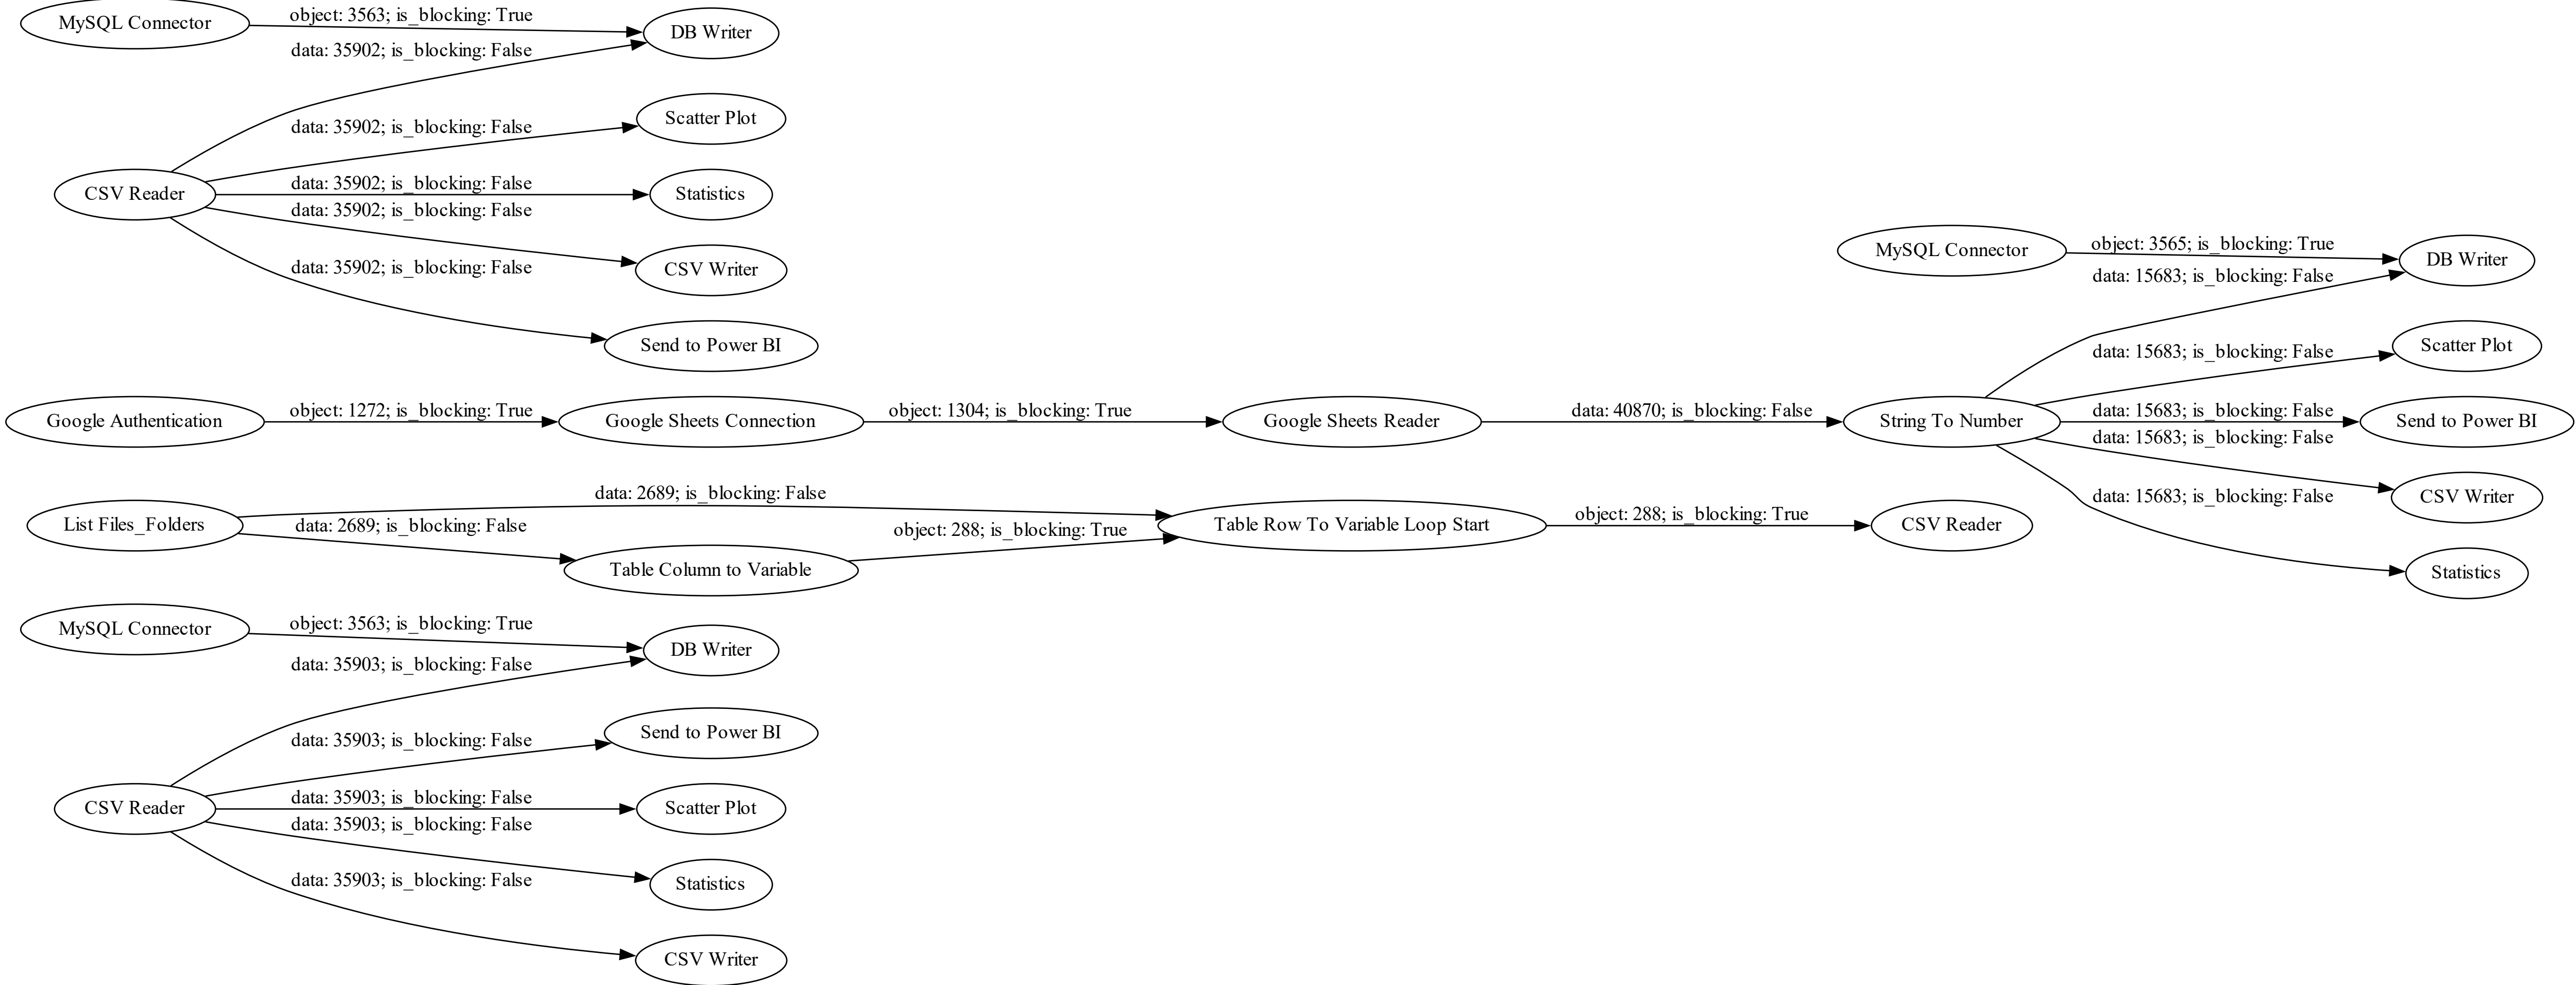 MySQL Connector
object: 3563; is_blocking: True
DB Writer
data: 35902; is_blocking: False
CSV Reader
data: 35902; is_blocking: False
Scatter Plot
data: 35902; is_blocking: False
Statistics
data: 35902; is_blocking: False
CSV Writer
data: 35902; is_blocking: False
Send to Power BI
Google Authentication
object: 1272; is_blocking: True
Google Sheets Connection
object: 1304; is_blocking: True
Google Sheets Reader
data: 40870; is_blocking: False
String To Number
MySQL Connector
object: 3565; is_blocking: True
DB Writer
data: 15683; is_blocking: False
data: 15683; is_blocking: False
Scatter Plot
data: 15683; is_blocking: False
Send to Power BI
data: 15683; is_blocking: False
CSV Writer
data: 15683; is_blocking: False
Statistics
List Files_Folders
data: 2689; is_blocking: False
data: 2689; is_blocking: False
Table Column to Variable
object: 288; is_blocking: True
Table Row To Variable Loop Start
object: 288; is_blocking: True
CSV Reader
MySQL Connector
object: 3563; is_blocking: True
DB Writer
data: 35903; is_blocking: False
CSV Reader
data: 35903; is_blocking: False
Send to Power BI
data: 35903; is_blocking: False
Scatter Plot
data: 35903; is_blocking: False
Statistics
data: 35903; is_blocking: False
CSV Writer